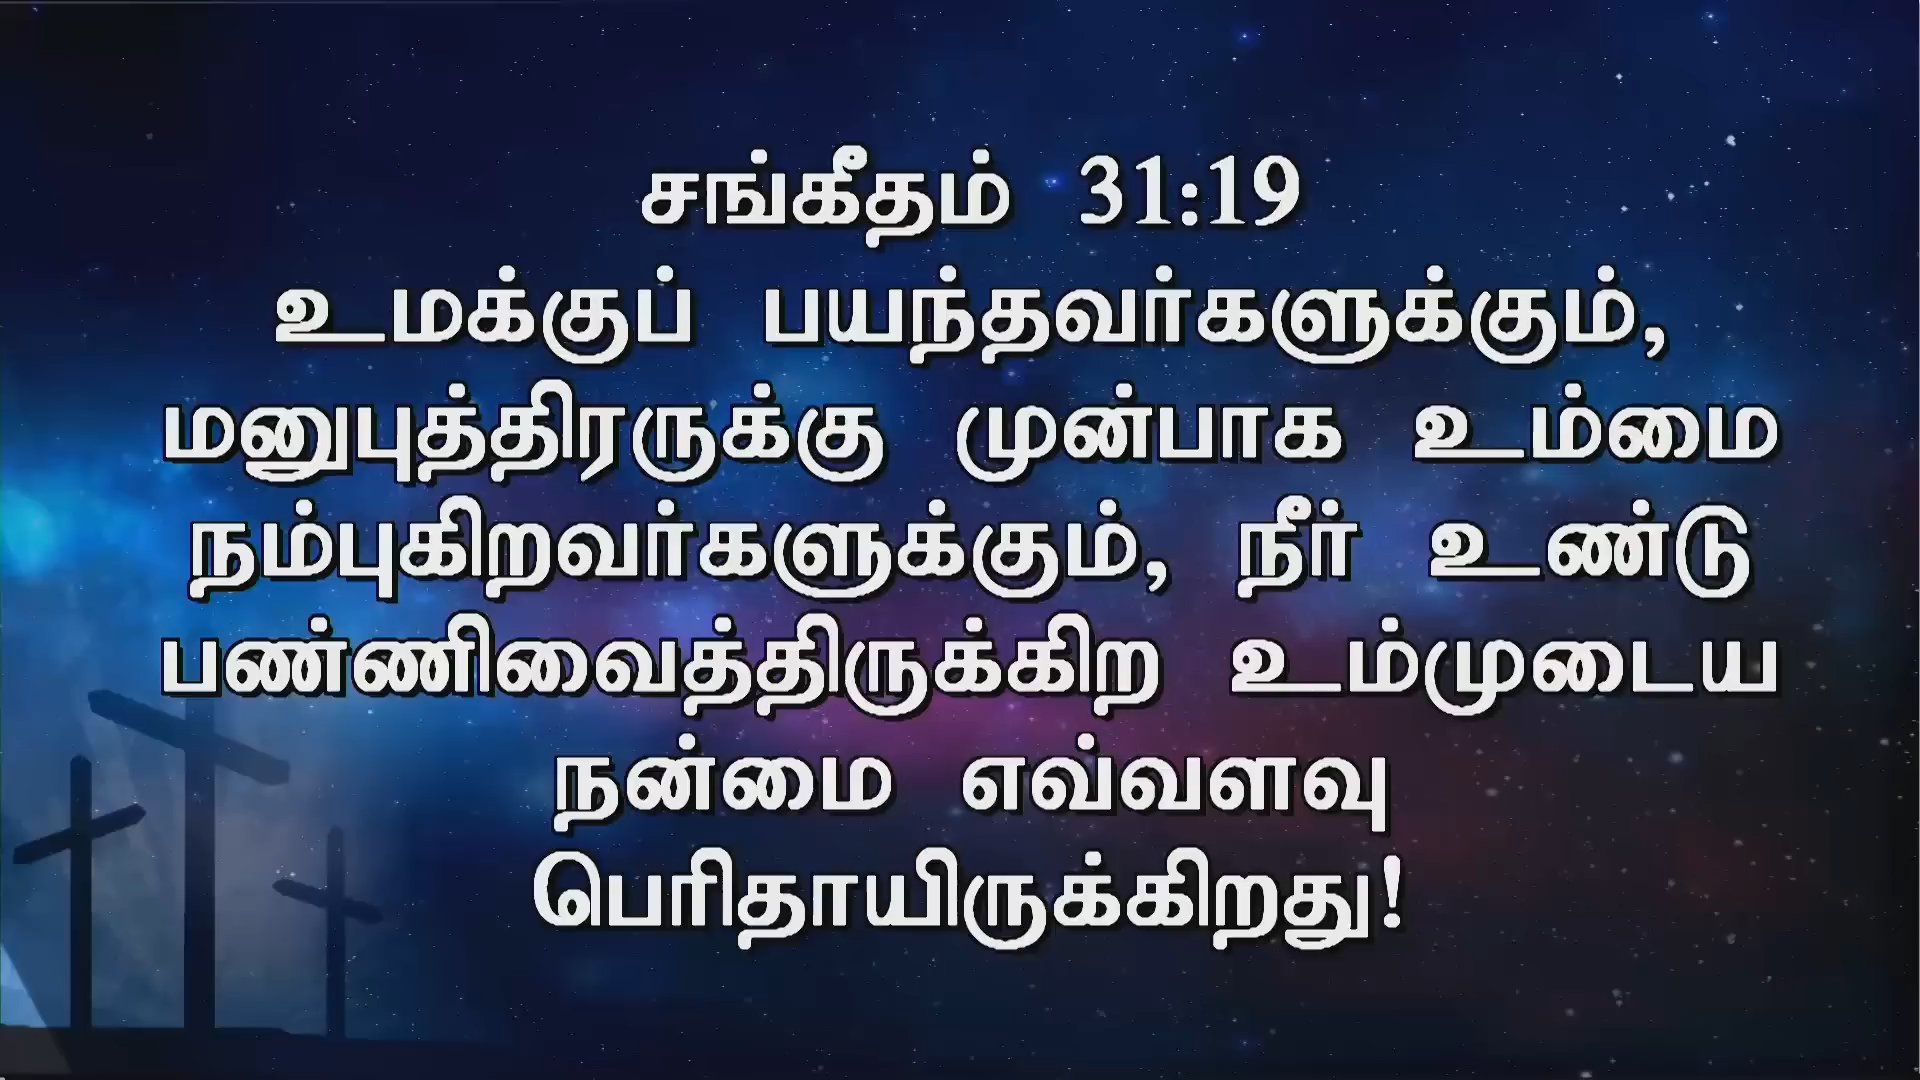 சங்கீதம் 31:19
உமக்குப் பயந்தவர்களுக்கும்,
மனுபுத்திரருக்கு முன்பாக உம்மை
நம்புகிறவர்களுக்கும், நீர் உண்டு
பண்ணிவைத்திருக்கிற உம்முடைய
நன்மை எவ்வளவு
பெரிதாயிருக்கிறது!